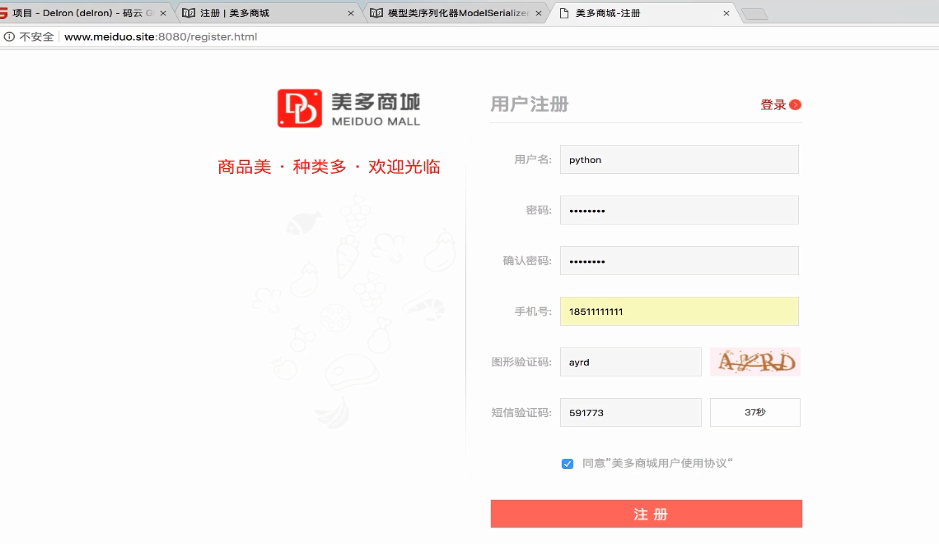 项目 - Delron (delron) - 码云 G
注册 | 美多商城
模型类序列化器ModelSerializer
美多商城-注册
不安全 www.meiduo.site:8080/register.html
美多商城
MEIDUO MALL
商品美 · 种类多 · 欢迎光临
用户注册
登录
用户名: python
密码: ••••••••
确认密码: ••••••••
手机号: 18511111111
图形验证码: ayrd AYRD
短信验证码: 591773 37秒
同意”美多商城用户使用协议“
注 册